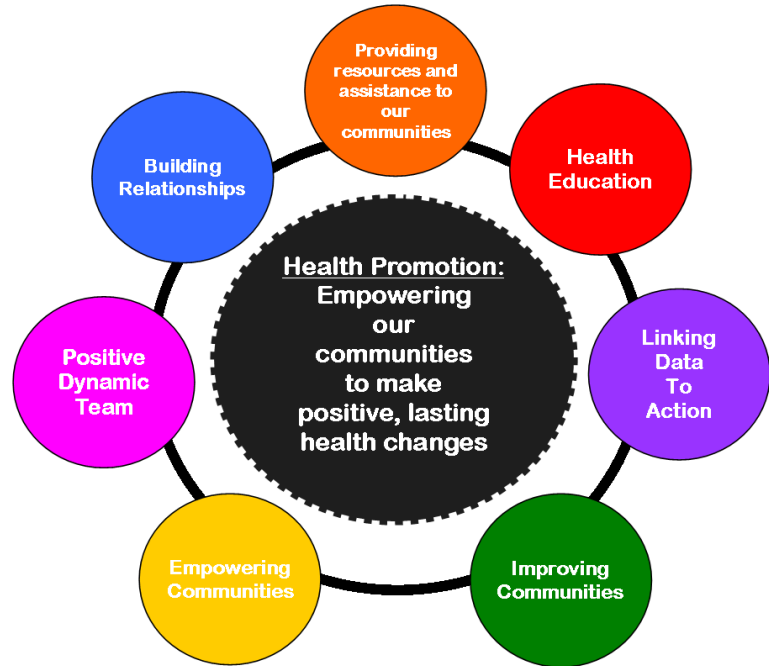 Providing
resources and
assistance to
our
communities
Health
Education
Linking
Data
To
Action
Improving
Communities
Empowering
Communities
Positive
Dynamic
Team
Building
Relationships
Health Promotion:
Empowering
our
communities
to make
positive, lasting
health changes